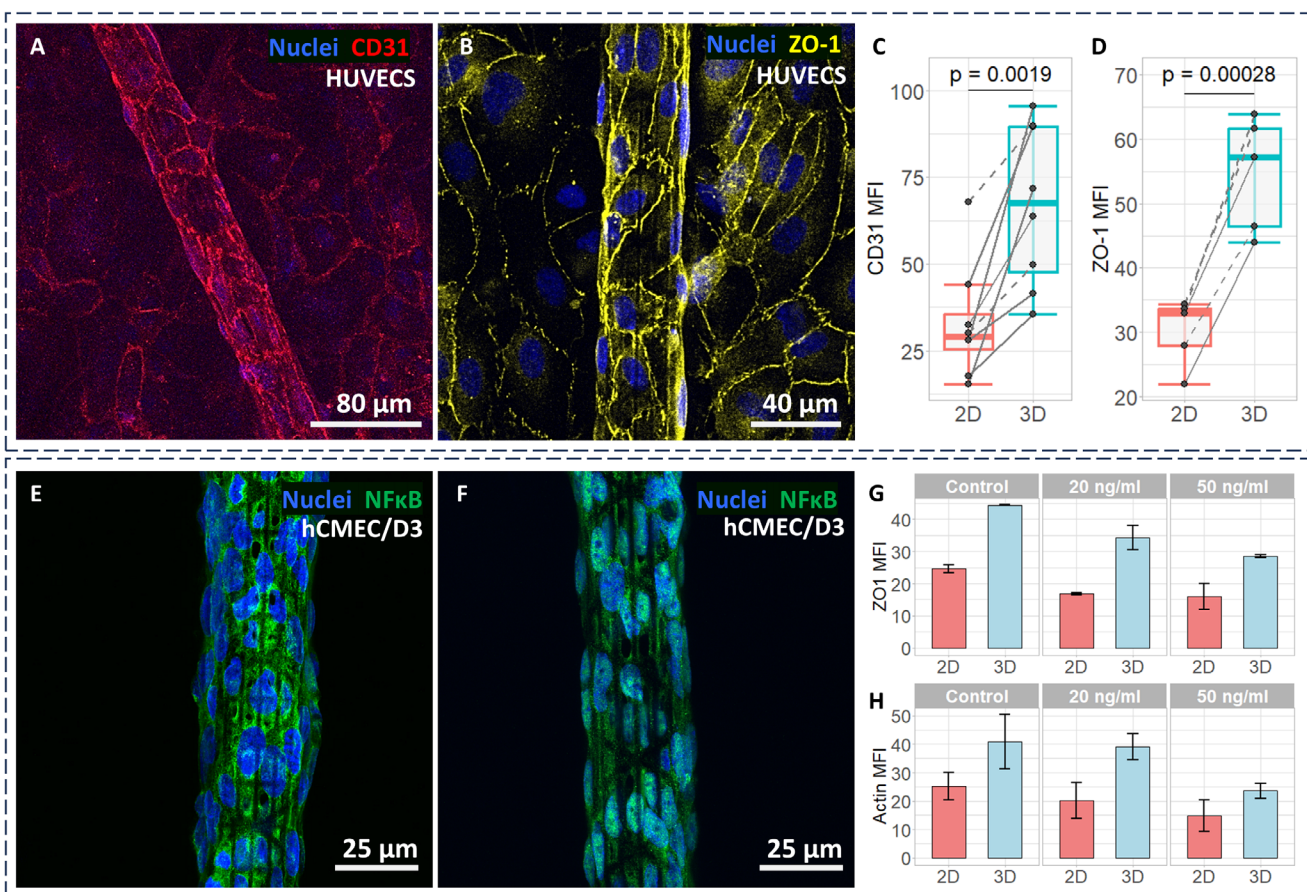 A
Nuclei CD31
HUVECS
80 µm
B
Nuclei ZO-1
HUVECS
40 µm
C
p = 0.0019
100
75
50
25
CD31 MFI
2D 3D
D
p = 0.00028
70
60
50
40
30
20
ZO-1 MFI
2D 3D
E
Nuclei NFκB
hCMEC/D3
25 µm
F
Nuclei NFκB
hCMEC/D3
25 µm
G
Control 20 ng/ml 50 ng/ml
40
30
20
10
0
ZO1 MFI
2D 3D 2D 3D 2D 3D
H
Control 20 ng/ml 50 ng/ml
50
40
30
20
10
0
Actin MFI
2D 3D 2D 3D 2D 3D